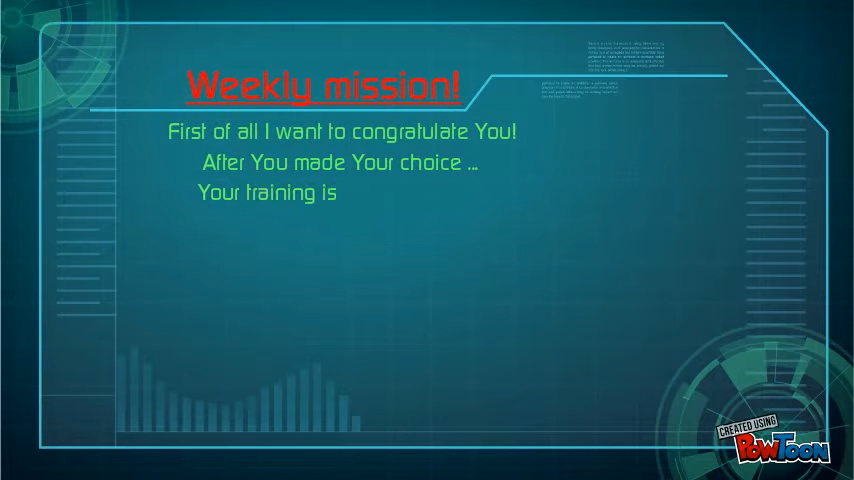 Weekly mission!
First of all I want to congratulate You!
After You made Your choice ...
Your training is
CREATED USING
POWTOON